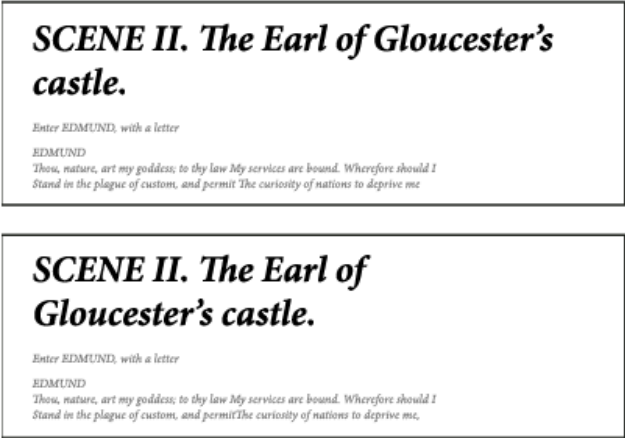 SCENE II. The Earl of Gloucester’s
castle.
Enter EDMUND, with a letter
EDMUND
Thou, nature, art my goddess; to thy law My services are bound. Wherefore should I
Stand in the plague of custom, and permit The curiosity of nations to deprive me
SCENE II. The Earl of
Gloucester’s castle.
Enter EDMUND, with a letter
EDMUND
Thou, nature, art my goddess; to thy law My services are bound. Wherefore should I
Stand in the plague of custom, and permitThe curiosity of nations to deprive me,